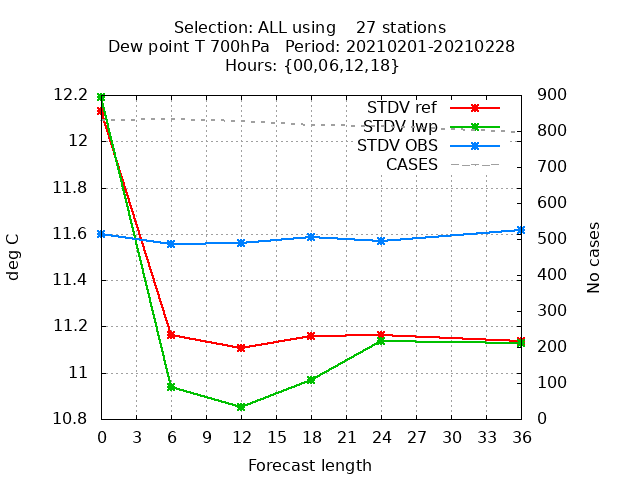 Selection: ALL using    27 stations
Dew point T 700hPa   Period: 20210201-20210228
Hours: {00,06,12,18}
STDV ref
STDV lwp
STDV OBS
CASES
12.2
12
11.8
11.6
11.4
11.2
11
10.8
deg C
900
800
700
600
500
400
300
200
100
0
No cases
0 3 6 9 12 15 18 21 24 27 30 33 36
Forecast length